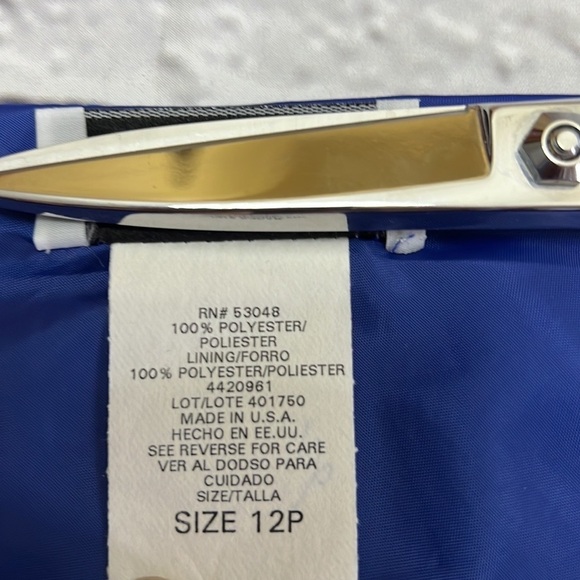 RN# 53048
100% POLYESTER/
POLIESTER
LINING/FORRO
100% POLYESTER/POLIESTER
4420961
LOT/LOTE 401750
MADE IN U.S.A.
HECHO EN EE.UU.
SEE REVERSE FOR CARE
VER AL DODSO PARA
CUIDADO
SIZE/TALLA
SIZE 12P